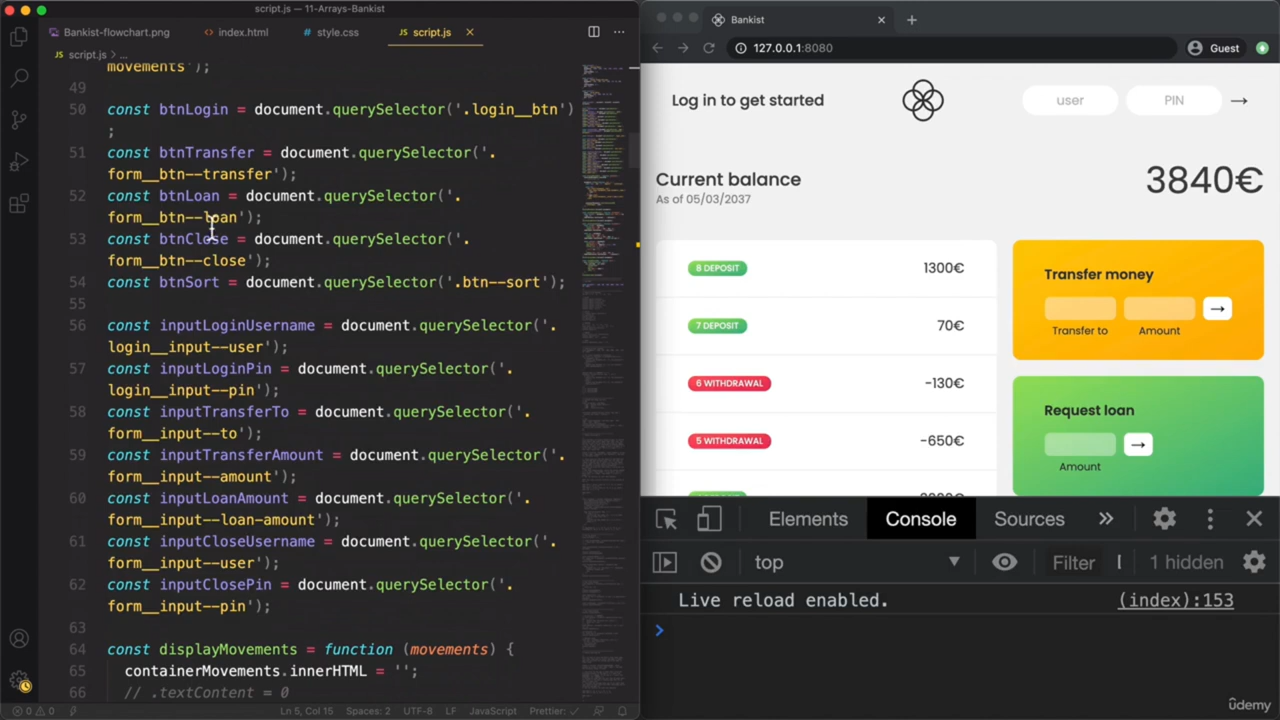 script.js — 11-Arrays-Bankist
Bankist-flowchart.png
index.html
style.css
JS script.js
JS script.js > ...
movements');
49
50 const btnLogin = document.querySelector('.login__btn')
;
51 const btnTransfer = document.querySelector('.
form__btn--transfer');
52 const btnLoan = document.querySelector('.
form__btn--loan');
53 const btnClose = document.querySelector('.
form__btn--close');
54 const btnSort = document.querySelector('.btn--sort');
55
56 const inputLoginUsername = document.querySelector('.
login__input--user');
57 const inputLoginPin = document.querySelector('.
login__input--pin');
58 const inputTransferTo = document.querySelector('.
form__input--to');
59 const inputTransferAmount = document.querySelector('.
form__input--amount');
60 const inputLoanAmount = document.querySelector('.
form__input--loan-amount');
61 const inputCloseUsername = document.querySelector('.
form__input--user');
62 const inputClosePin = document.querySelector('.
form__input--pin');
63
64 const displayMovements = function (movements) {
65 containerMovements.innerHTML = '';
66 // .textContent = 0
0 0
Ln 5, Col 15 Spaces: 2 UTF-8 LF JavaScript Prettier: ✓
Bankist
127.0.0.1:8080
Guest
Log in to get started
user
PIN
Current balance
As of 05/03/2037
3840€
8 DEPOSIT 1300€
7 DEPOSIT 70€
6 WITHDRAWAL -130€
5 WITHDRAWAL -650€
Transfer money
Transfer to Amount
Request loan
Amount
Elements Console Sources
top Filter 1 hidden
Live reload enabled. (index):153
udemy